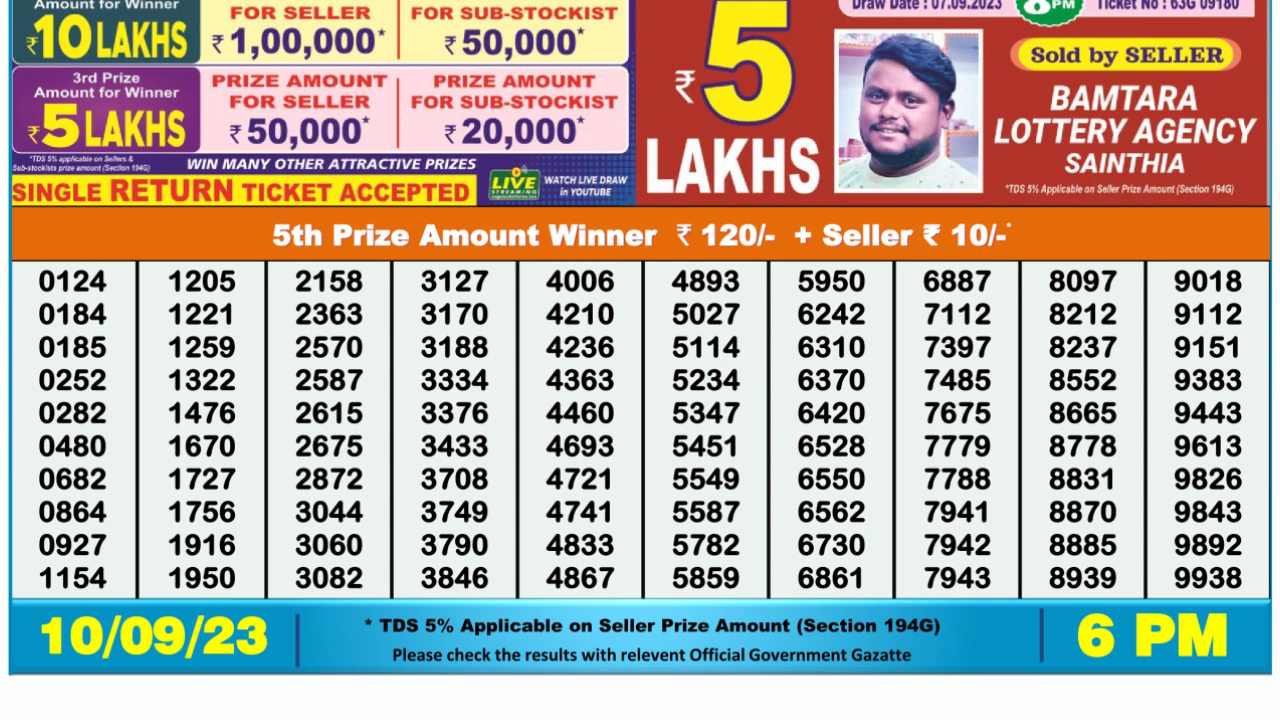 Amount for Winner
₹10 LAKHS
FOR SELLER
₹1,00,000*
FOR SUB-STOCKIST
₹50,000*
3rd Prize
Amount for Winner
₹5 LAKHS
PRIZE AMOUNT
FOR SELLER
₹50,000*
PRIZE AMOUNT
FOR SUB-STOCKIST
₹20,000*
*TDS 5% applicable on Sellers &
Sub-stockists prize amount (Section 194G)
WIN MANY OTHER ATTRACTIVE PRIZES
SINGLE RETURN TICKET ACCEPTED
LIVE
STREAMING
WATCH LIVE DRAW
in YOUTUBE
₹5
LAKHS
Draw Date : 07.09.2023
8PM
Ticket No : 63G 09180
Sold by SELLER
BAMTARA
LOTTERY AGENCY
SAINTHIA
*TDS 5% Applicable on Seller Prize Amount (Section 194G)
5th Prize Amount Winner ₹ 120/- + Seller ₹ 10/-*
0124 1205 2158 3127 4006 4893 5950 6887 8097 9018
0184 1221 2363 3170 4210 5027 6242 7112 8212 9112
0185 1259 2570 3188 4236 5114 6310 7397 8237 9151
0252 1322 2587 3334 4363 5234 6370 7485 8552 9383
0282 1476 2615 3376 4460 5347 6420 7675 8665 9443
0480 1670 2675 3433 4693 5451 6528 7779 8778 9613
0682 1727 2872 3708 4721 5549 6550 7788 8831 9826
0864 1756 3044 3749 4741 5587 6562 7941 8870 9843
0927 1916 3060 3790 4833 5782 6730 7942 8885 9892
1154 1950 3082 3846 4867 5859 6861 7943 8939 9938
10/09/23
* TDS 5% Applicable on Seller Prize Amount (Section 194G)
Please check the results with relevent Official Government Gazatte
6 PM